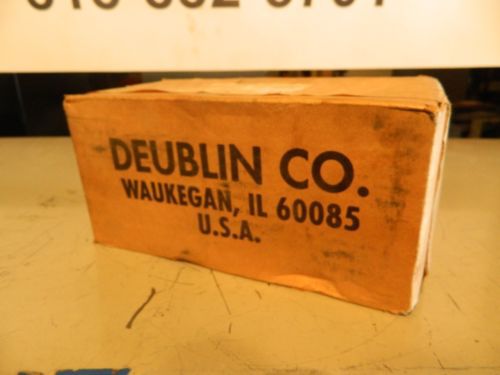 DEUBLIN CO.
WAUKEGAN, IL 60085
U.S.A.